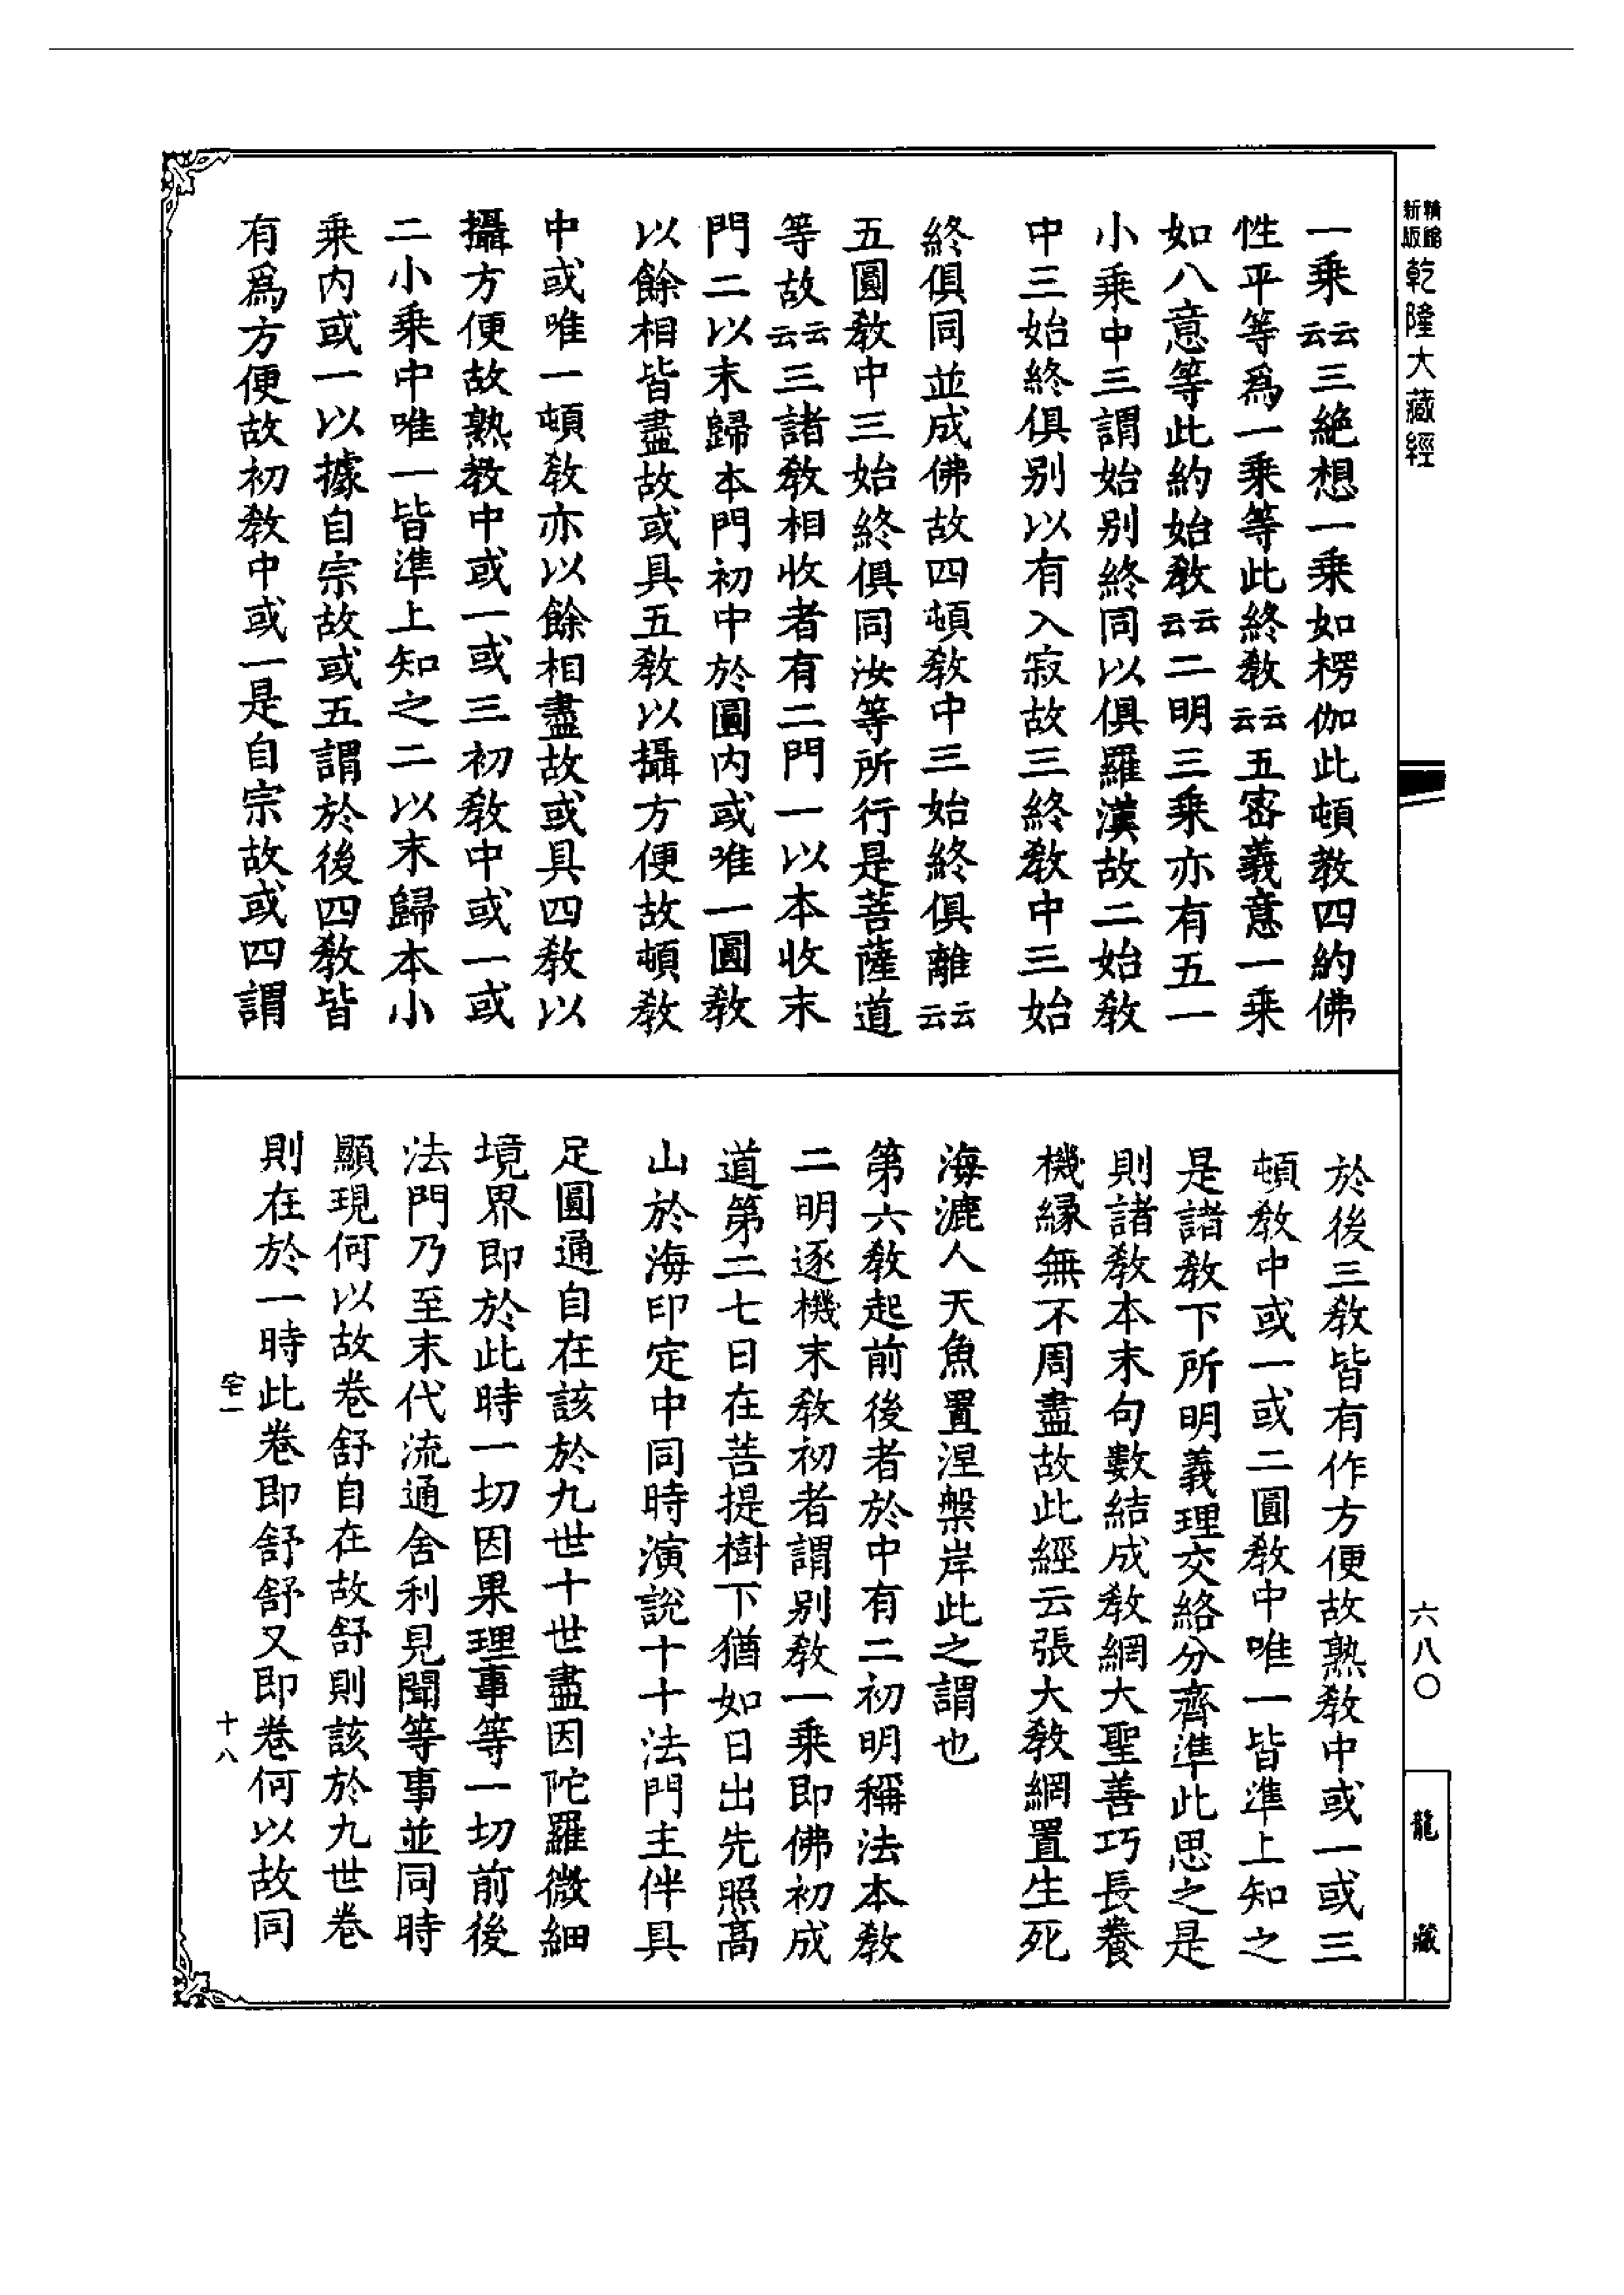 精縮新版乾隆大藏經
一乘云云三絶想一乘如楞伽此頓教四約佛
性平等爲一乘等此終教云云五密義意一乘
如八意等此約始教云云二明三乘亦有五一
小乘中三謂始别終同以俱羅漢故二始教
中三始終俱别以有入寂故三終教中三始
終俱同並成佛故四頓教中三始終俱離云云
五圓教中三始終俱同汝等所行是菩薩道
等故云云三諸教相收者有二門一以本收末
門二以末歸本門初中於圓内或唯一圓教
以餘相皆盡故或具五教以攝方便故頓教
中或唯一頓教亦以餘相盡故或具四教以
攝方便故熟教中或一或三初教中或一或
二小乘中唯一皆準上知之二以末歸本小
乘内或一以據自宗故或五謂於後四教皆
有爲方便故初教中或一是自宗故或四謂
於後三教皆有作方便故熟教中或一或三
頓教中或一或二圓教中唯一皆準上知之
是諸教下所明義理交絡分齊準此思之是
則諸教本末句數結成教網大聖善巧長養
機縁無不周盡故此經云張大教網置生死
海漉人天魚置涅槃岸此之謂也
第六教起前後者於中有二初明稱法本教
二明逐機末教初者謂别教一乘即佛初成
道第二七日在菩提樹下猶如日出先照高
山於海印定中同時演說十十法門主伴具
足圓通自在該於九世十世盡因陀羅微細
境界即於此時一切因果理事等一切前後
法門乃至末代流通舍利見聞等事並同時
顯現何以故卷舒自在故舒則該於九世卷
則在於一時此卷即舒舒又即卷何以故同
宅一
十八
六八〇
龍藏